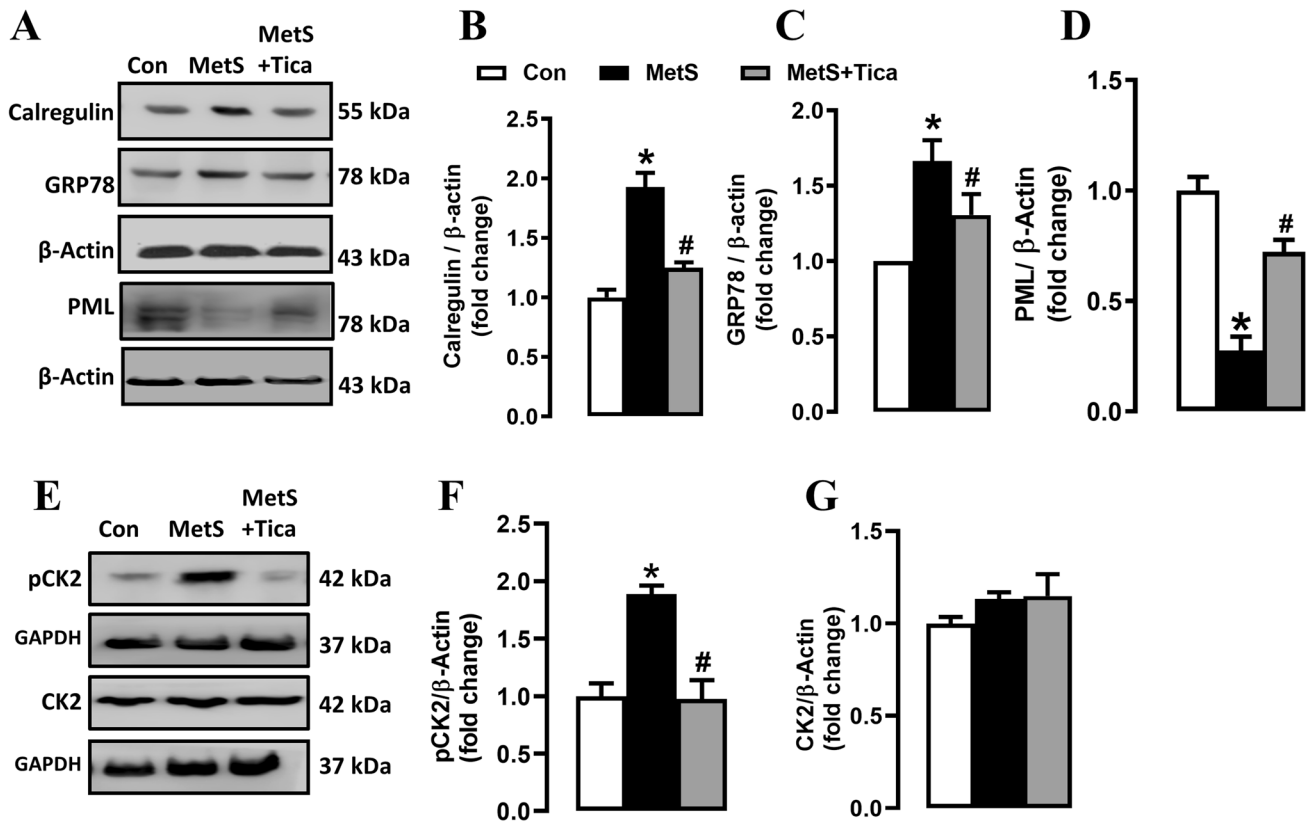 A
Con MetS MetS
+Tica
Calregulin 55 kDa
GRP78 78 kDa
β-Actin 43 kDa
PML 78 kDa
β-Actin 43 kDa
B
C
D
Con MetS MetS+Tica
Calregulin / β-actin
(fold change)
2.5
2.0
1.5
1.0
0.5
0.0
*
#
GRP78 / β-actin
(fold change)
2.0
1.5
1.0
0.5
0.0
*
#
PML/ β-Actin
(fold change)
1.5
1.0
0.5
0.0
*
#
E
Con MetS MetS
+Tica
pCK2 42 kDa
GAPDH 37 kDa
CK2 42 kDa
GAPDH 37 kDa
F
pCK2/β-Actin
(fold change)
2.5
2.0
1.5
1.0
0.5
0.0
*
#
G
CK2/β-Actin
(fold change)
1.5
1.0
0.5
0.0